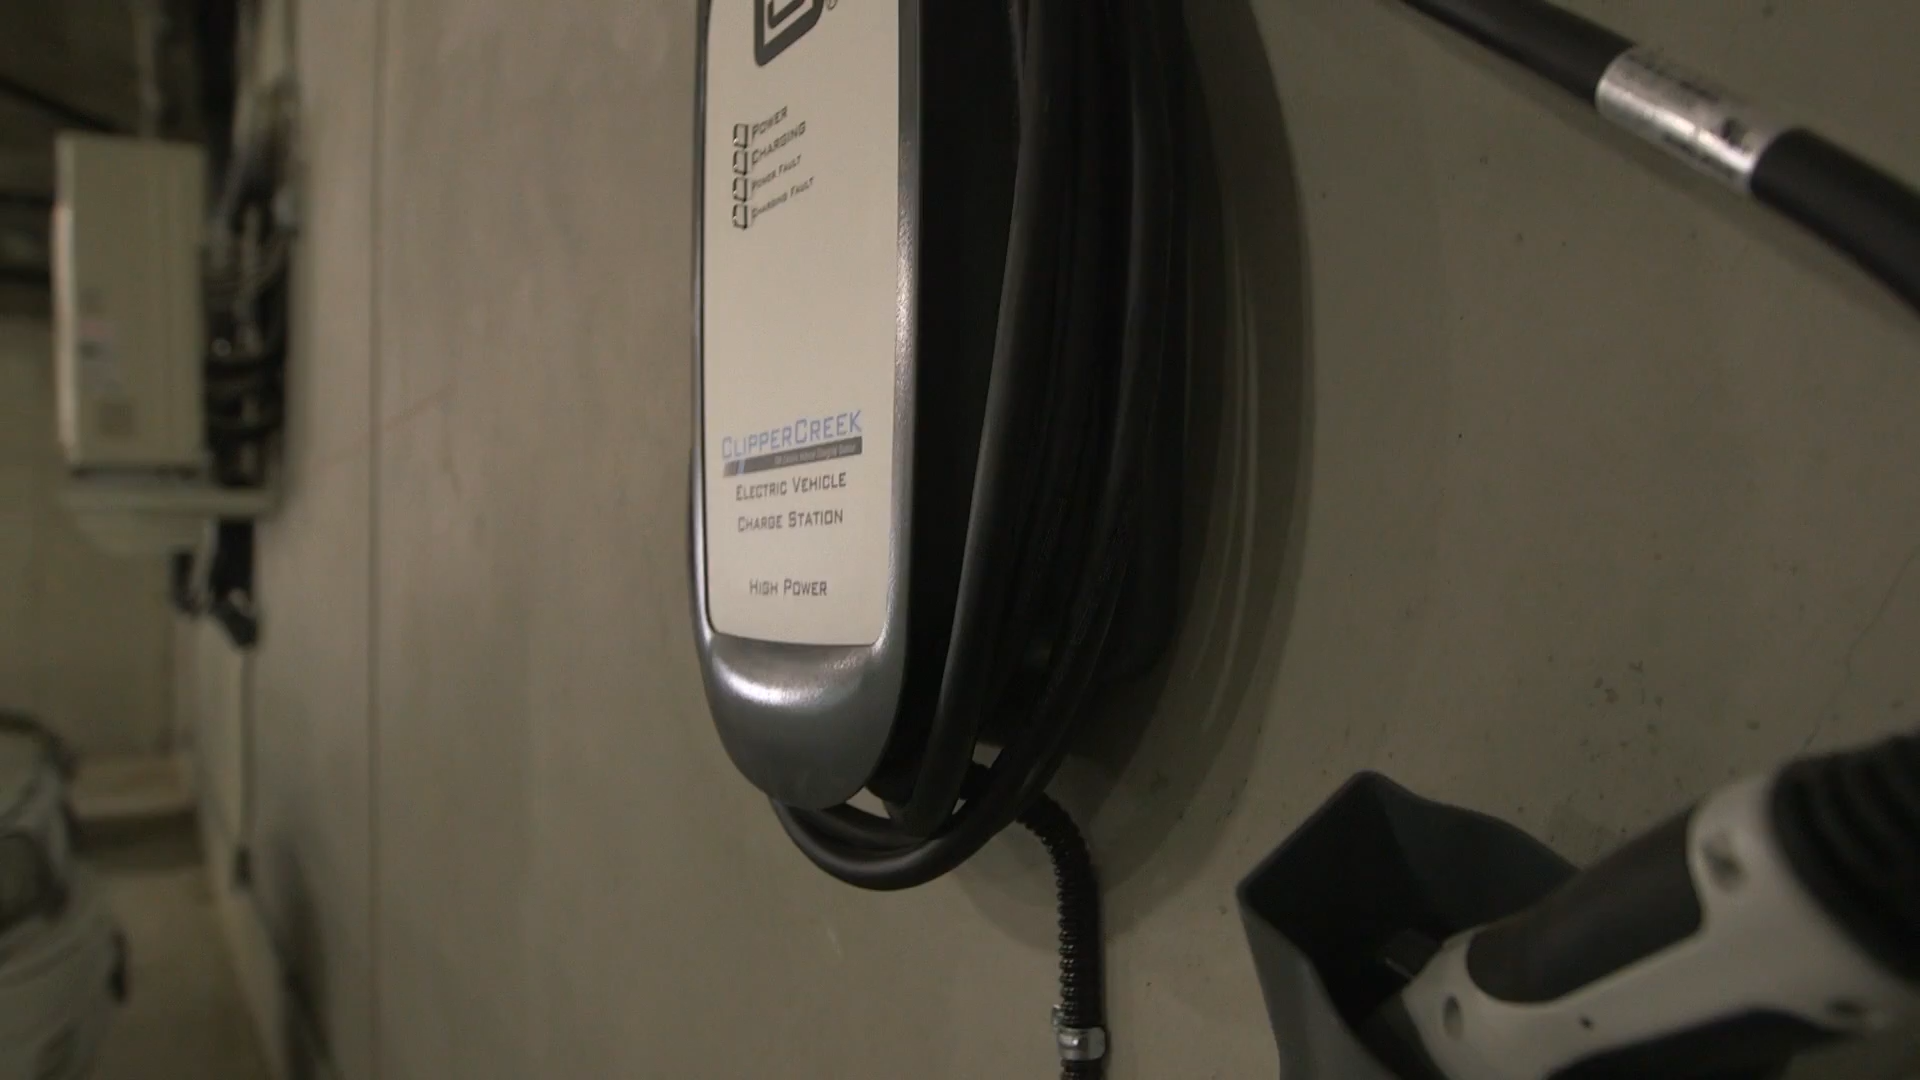 POWER
CHARGING
POWER FAULT
CHARGING FAULT
CLIPPERCREEK
ELECTRIC VEHICLE
CHARGE STATION
HIGH POWER